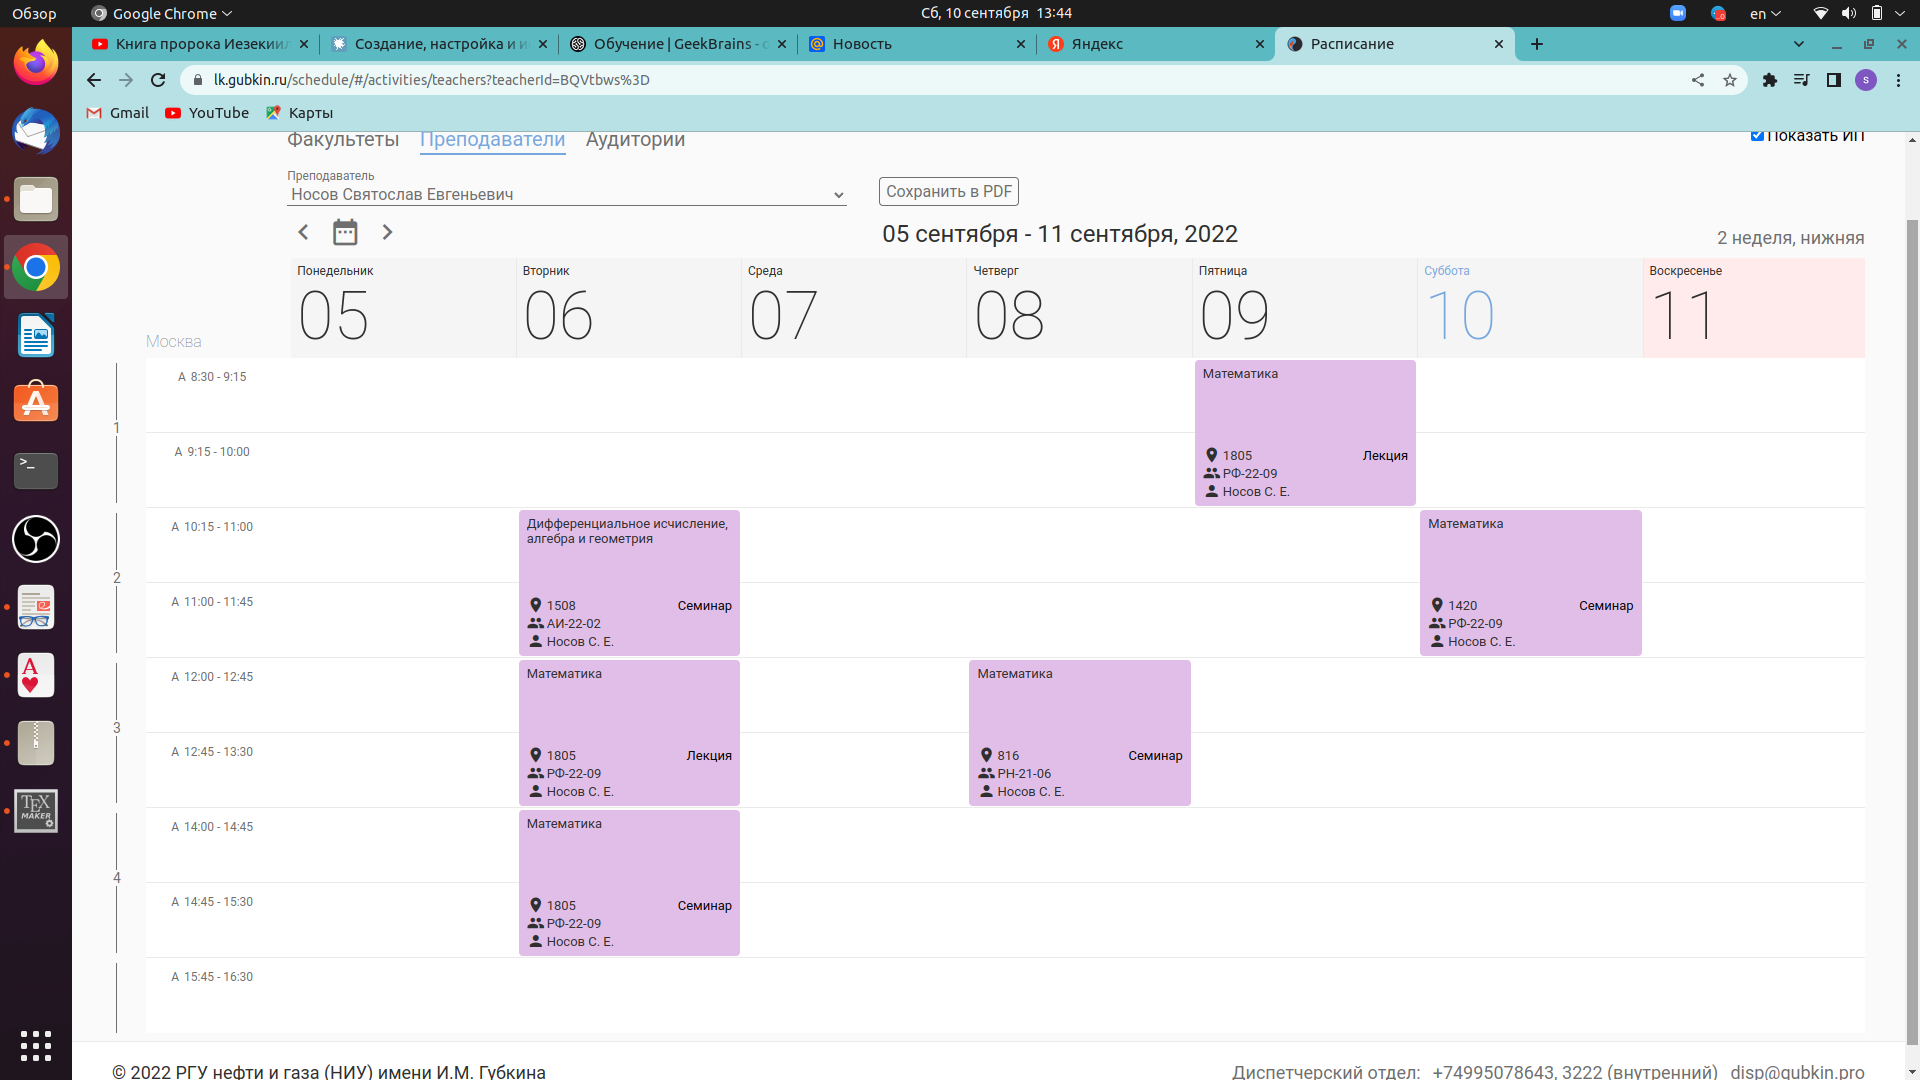 Обзор
Google Chrome
Сб, 10 сентября 13:44
en
Книга пророка Иезекиил
Создание, настройка и и
Обучение | GeekBrains - о
Новость
Яндекс
Расписание
lk.gubkin.ru/schedule/#/activities/teachers?teacherId=BQVtbws%3D
S
Gmail
YouTube
Карты
Факультеты
Преподаватели
Аудитории
Показать ИП
Преподаватель
Носов Святослав Евгеньевич
Сохранить в PDF
05 сентября - 11 сентября, 2022
2 неделя, нижняя
Москва
Понедельник
05
Вторник
06
Среда
07
Четверг
08
Пятница
09
Суббота
10
Воскресенье
11
1
А 8:30 - 9:15
А 9:15 - 10:00
Математика
1805
Лекция
РФ-22-09
Носов С. Е.
2
А 10:15 - 11:00
А 11:00 - 11:45
Дифференциальное исчисление,
алгебра и геометрия
1508
Семинар
АИ-22-02
Носов С. Е.
Математика
1420
Семинар
РФ-22-09
Носов С. Е.
3
А 12:00 - 12:45
А 12:45 - 13:30
Математика
1805
Лекция
РФ-22-09
Носов С. Е.
Математика
816
Семинар
РН-21-06
Носов С. Е.
4
А 14:00 - 14:45
А 14:45 - 15:30
Математика
1805
Семинар
РФ-22-09
Носов С. Е.
А 15:45 - 16:30
TEX
MAKER
© 2022 РГУ нефти и газа (НИУ) имени И.М. Губкина
Диспетчерский отдел: +74995078643, 3222 (внутренний) disp@gubkin.pro